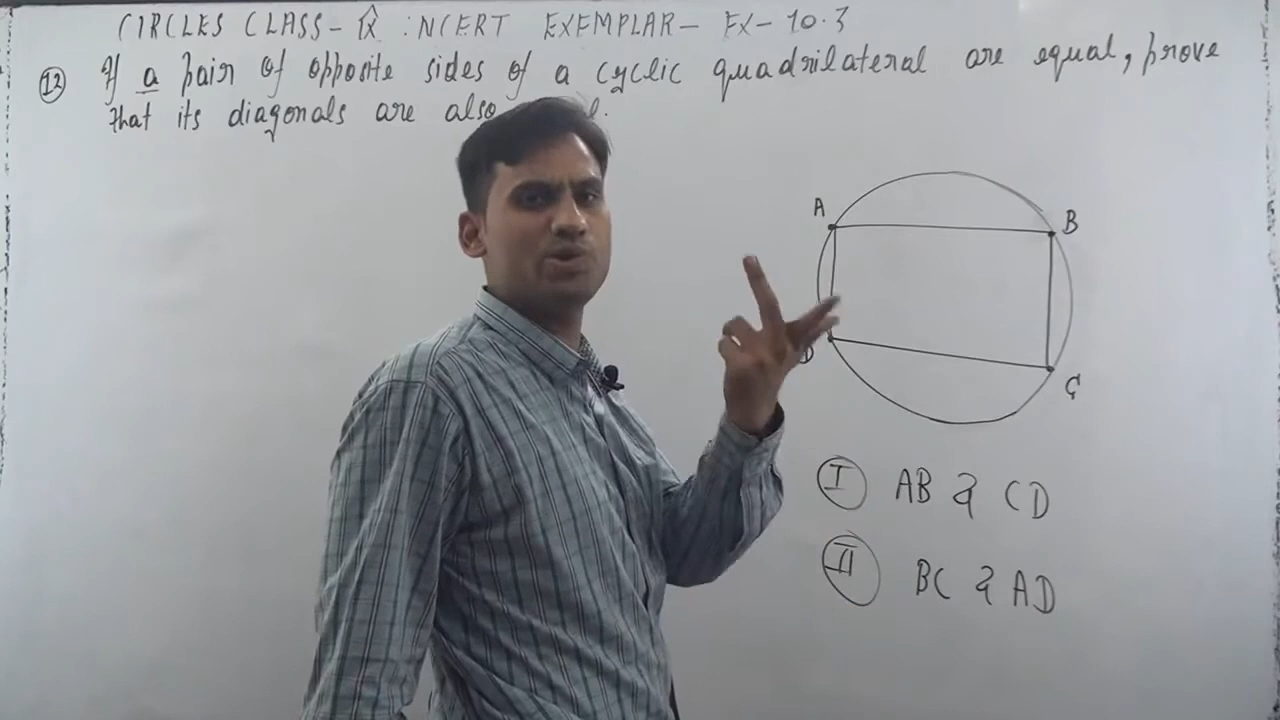 CIRCLES CLASS- IX :NCERT EXEMPLAR- EX- 10.3
(12) If a pair of opposite sides of a cyclic quadrilateral are equal, prove
that its diagonals are also
A
B
D
C
I AB & CD
II BC & AD